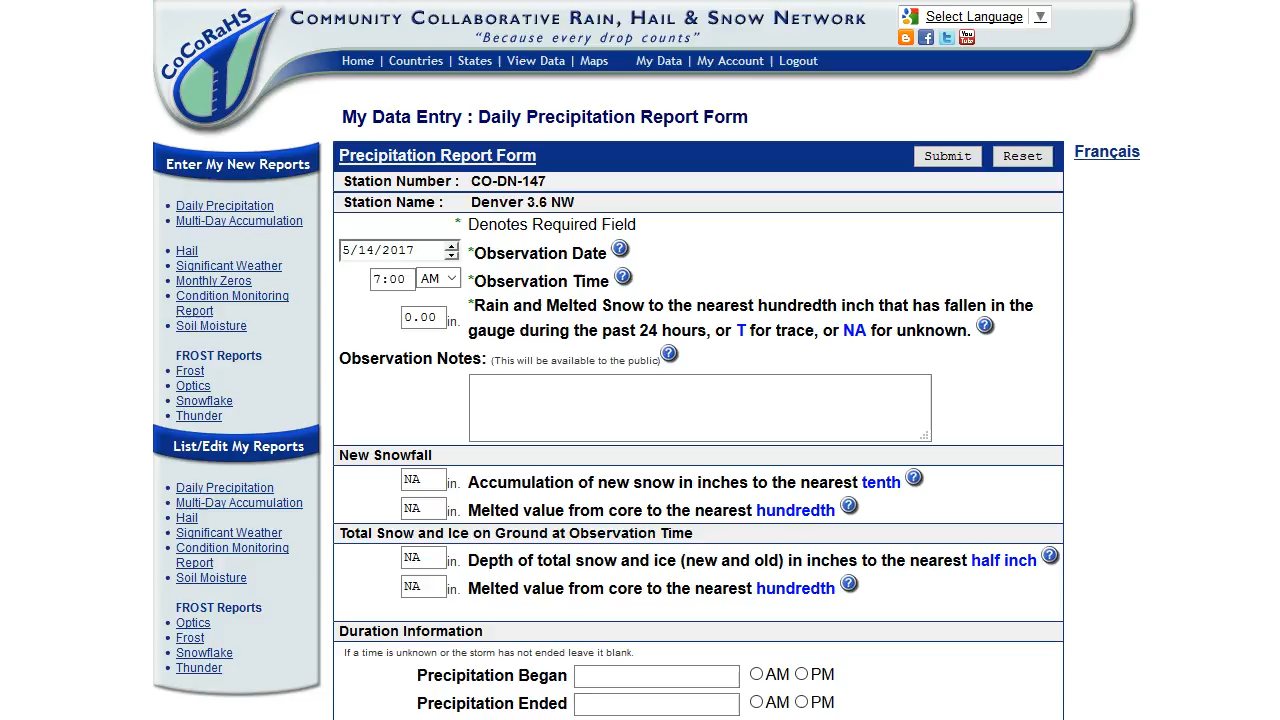 CoCoRaHS
Community Collaborative Rain, Hail & Snow Network
"Because every drop counts"
Select Language ▼
You Tube
Home | Countries | States | View Data | Maps My Data | My Account | Logout
My Data Entry : Daily Precipitation Report Form
Enter My New Reports
Daily Precipitation
Multi-Day Accumulation
Hail
Significant Weather
Monthly Zeros
Condition Monitoring
Report
Soil Moisture
FROST Reports
Frost
Optics
Snowflake
Thunder
List/Edit My Reports
Daily Precipitation
Multi-Day Accumulation
Hail
Significant Weather
Condition Monitoring
Report
Soil Moisture
FROST Reports
Optics
Frost
Snowflake
Thunder
Precipitation Report Form Submit Reset
Français
Station Number : CO-DN-147
Station Name : Denver 3.6 NW
* Denotes Required Field
5/14/2017 *Observation Date ?
7:00 AM *Observation Time ?
0.00 in. *Rain and Melted Snow to the nearest hundredth inch that has fallen in the
gauge during the past 24 hours, or T for trace, or NA for unknown. ?
Observation Notes: (This will be available to the public) ?
New Snowfall
NA in. Accumulation of new snow in inches to the nearest tenth ?
NA in. Melted value from core to the nearest hundredth ?
Total Snow and Ice on Ground at Observation Time
NA in. Depth of total snow and ice (new and old) in inches to the nearest half inch ?
NA in. Melted value from core to the nearest hundredth ?
Duration Information
If a time is unknown or the storm has not ended leave it blank.
Precipitation Began AM PM
Precipitation Ended AM PM